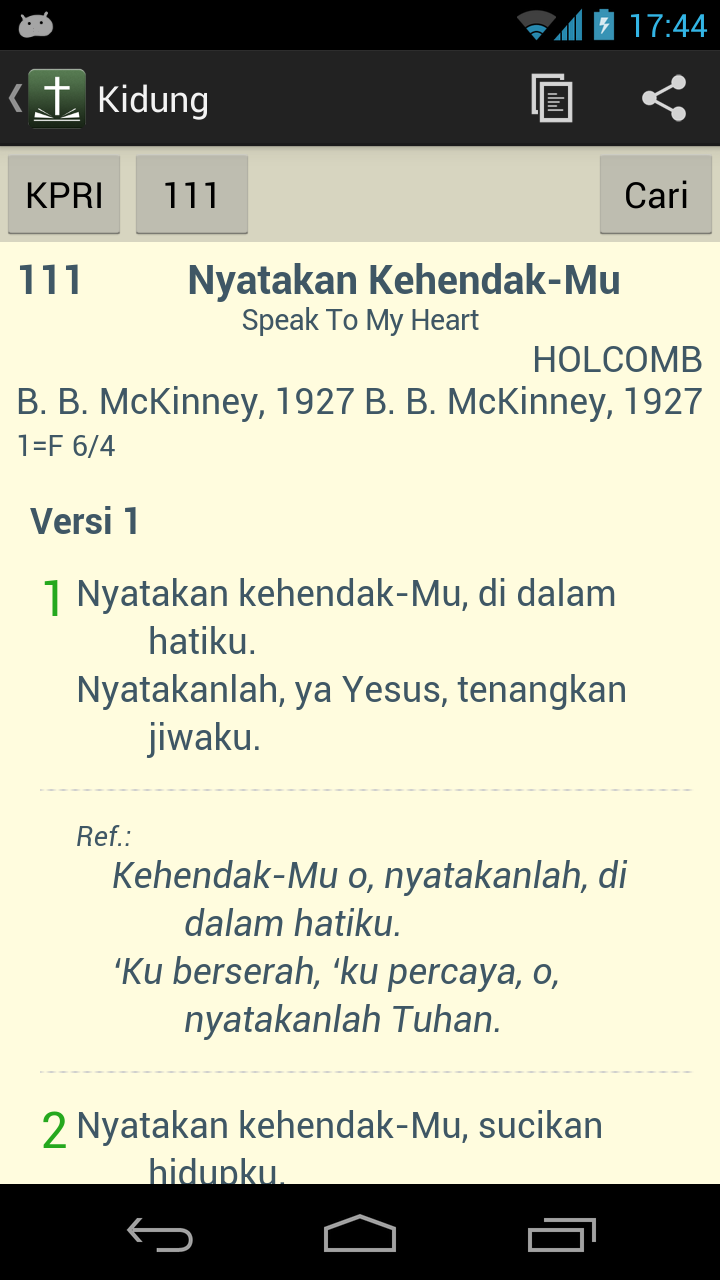 17:44
Kidung
KPRI 111 Cari
111 Nyatakan Kehendak-Mu
Speak To My Heart
HOLCOMB
B. B. McKinney, 1927 B. B. McKinney, 1927
1=F 6/4
Versi 1
1 Nyatakan kehendak-Mu, di dalam
hatiku.
Nyatakanlah, ya Yesus, tenangkan
jiwaku.
Ref.:
Kehendak-Mu o, nyatakanlah, di
dalam hatiku.
‘Ku berserah, ‘ku percaya, o,
nyatakanlah Tuhan.
2 Nyatakan kehendak-Mu, sucikan
hidupku.